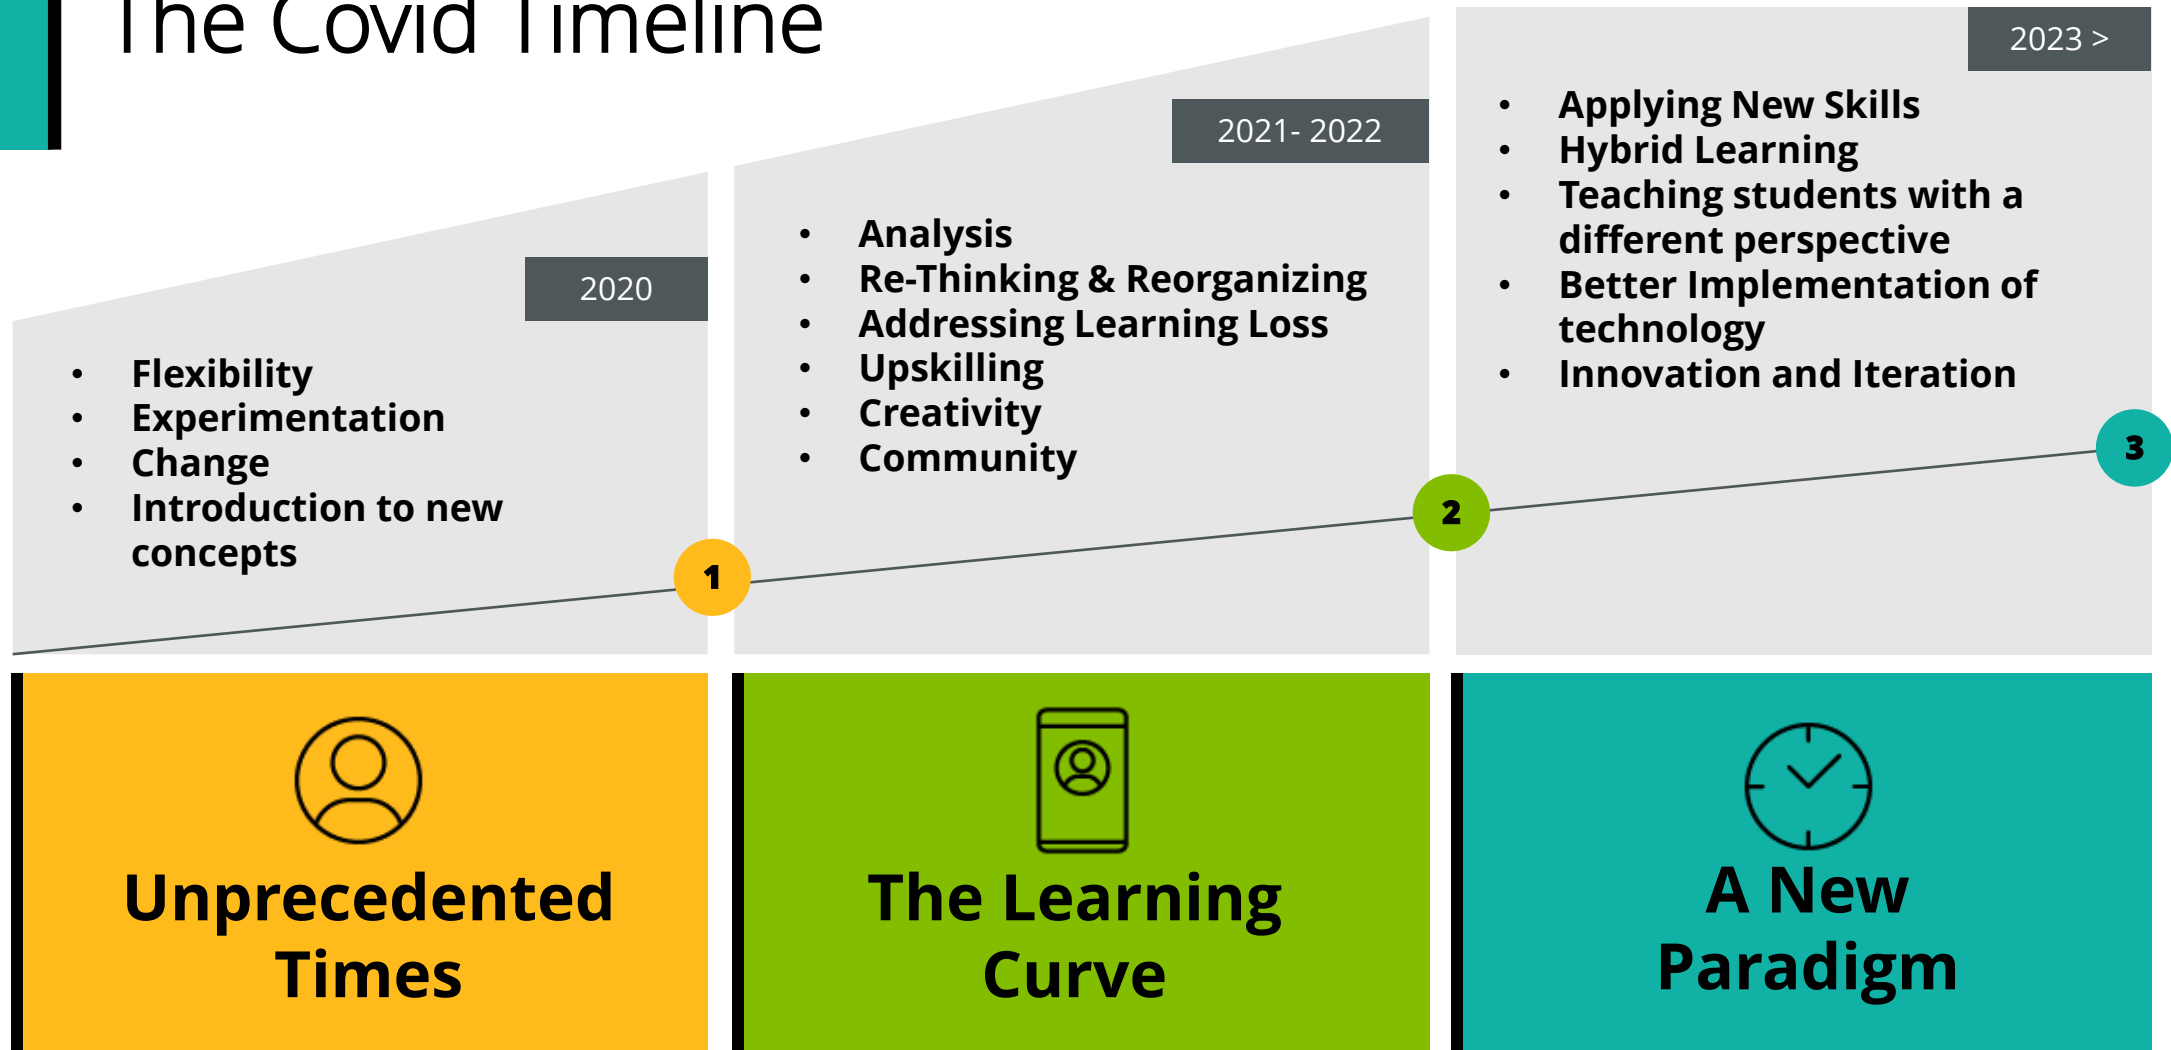 The Covid Timeline
2020
• Flexibility
• Experimentation
• Change
• Introduction to new
concepts
1
Unprecedented
Times
2021- 2022
• Analysis
• Re-Thinking & Reorganizing
• Addressing Learning Loss
• Upskilling
• Creativity
• Community
2
The Learning
Curve
2023 >
• Applying New Skills
• Hybrid Learning
• Teaching students with a
different perspective
• Better Implementation of
technology
• Innovation and Iteration
3
A New
Paradigm